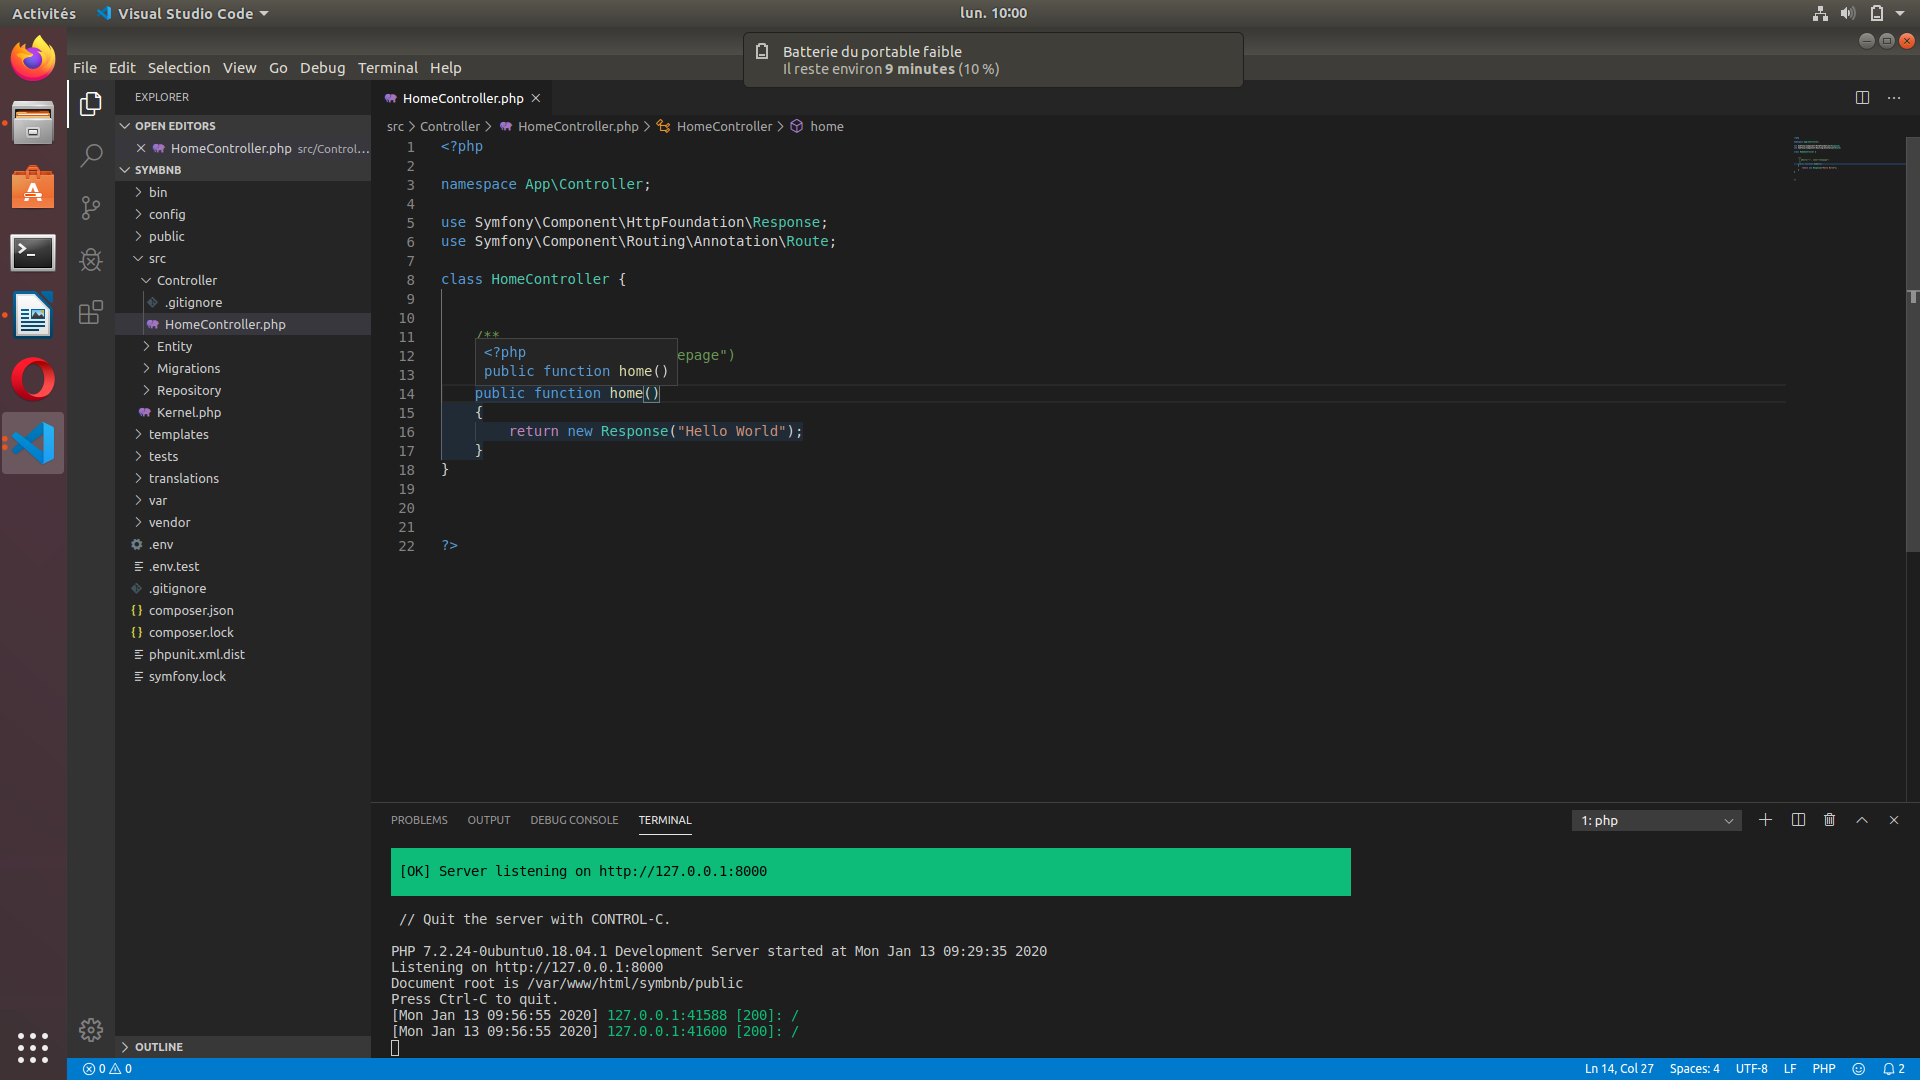 Activités
Visual Studio Code
lun. 10:00
Batterie du portable faible
Il reste environ 9 minutes (10 %)
File Edit Selection View Go Debug Terminal Help
EXPLORER
OPEN EDITORS
HomeController.php src/Control...
SYMBNB
bin
config
public
src
Controller
.gitignore
HomeController.php
Entity
Migrations
Repository
Kernel.php
templates
tests
translations
var
vendor
.env
.env.test
.gitignore
composer.json
composer.lock
phpunit.xml.dist
symfony.lock
OUTLINE
HomeController.php
src > Controller > HomeController.php > HomeController > home
1 <?php
2
3 namespace App\Controller;
4
5 use Symfony\Component\HttpFoundation\Response;
6 use Symfony\Component\Routing\Annotation\Route;
7
8 class HomeController {
9
10
11 /**
12 epage")
13
<?php
public function home()
14 public function home()
15 {
16 return new Response("Hello World");
17 }
18 }
19
20
21
22 ?>
PROBLEMS OUTPUT DEBUG CONSOLE TERMINAL
1: php
[OK] Server listening on http://127.0.0.1:8000
// Quit the server with CONTROL-C.
PHP 7.2.24-0ubuntu0.18.04.1 Development Server started at Mon Jan 13 09:29:35 2020
Listening on http://127.0.0.1:8000
Document root is /var/www/html/symbnb/public
Press Ctrl-C to quit.
[Mon Jan 13 09:56:55 2020] 127.0.0.1:41588 [200]: /
[Mon Jan 13 09:56:55 2020] 127.0.0.1:41600 [200]: /
0 0
Ln 14, Col 27 Spaces: 4 UTF-8 LF PHP 2